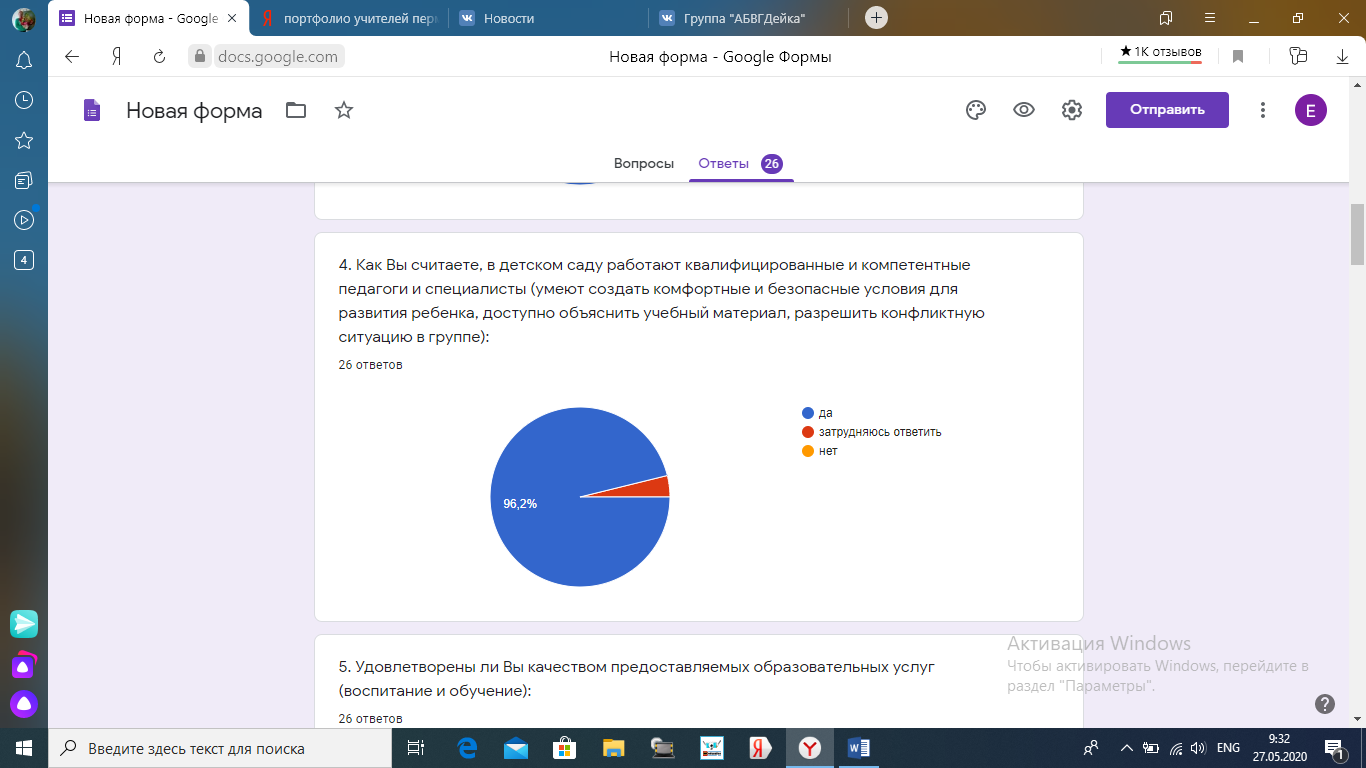 Новая форма - Google
портфолио учителей пер
Новости
Группа "АБВГДейка"
docs.google.com
Новая форма - Google Формы
★ 1K отзывов
Новая форма
Отправить
E
Вопросы
Ответы 26
4
4. Как Вы считаете, в детском саду работают квалифицированные и компетентные
педагоги и специалисты (умеют создать комфортные и безопасные условия для
развития ребенка, доступно объяснить учебный материал, разрешить конфликтную
ситуацию в группе):
26 ответов
да
затрудняюсь ответить
нет
96,2%
5. Удовлетворены ли Вы качеством предоставляемых образовательных услуг
(воспитание и обучение):
26 ответов
Активация Windows
Чтобы активировать Windows, перейдите в
раздел "Параметры".
Введите здесь текст для поиска
ENG
9:32
27.05.2020
1